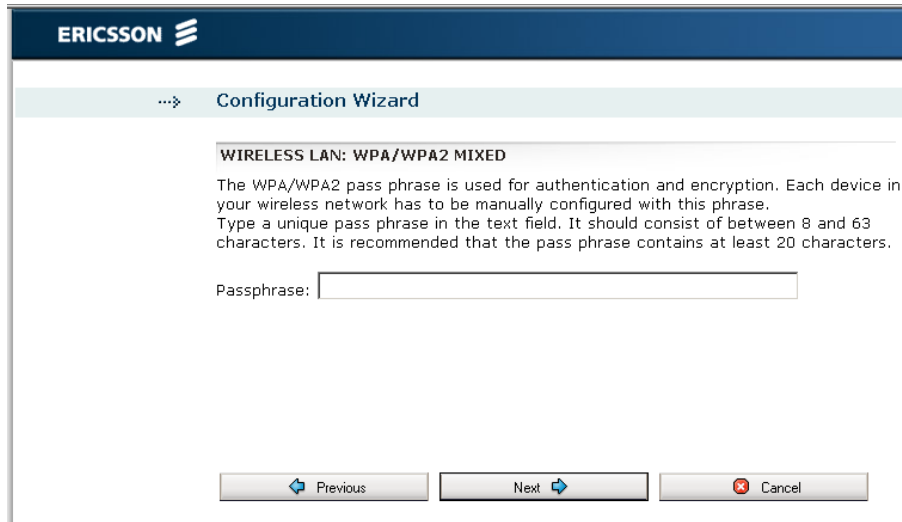 ERICSSON
Configuration Wizard
WIRELESS LAN: WPA/WPA2 MIXED
The WPA/WPA2 pass phrase is used for authentication and encryption. Each device in
your wireless network has to be manually configured with this phrase.
Type a unique pass phrase in the text field. It should consist of between 8 and 63
characters. It is recommended that the pass phrase contains at least 20 characters.
Passphrase:
Previous
Next
Cancel